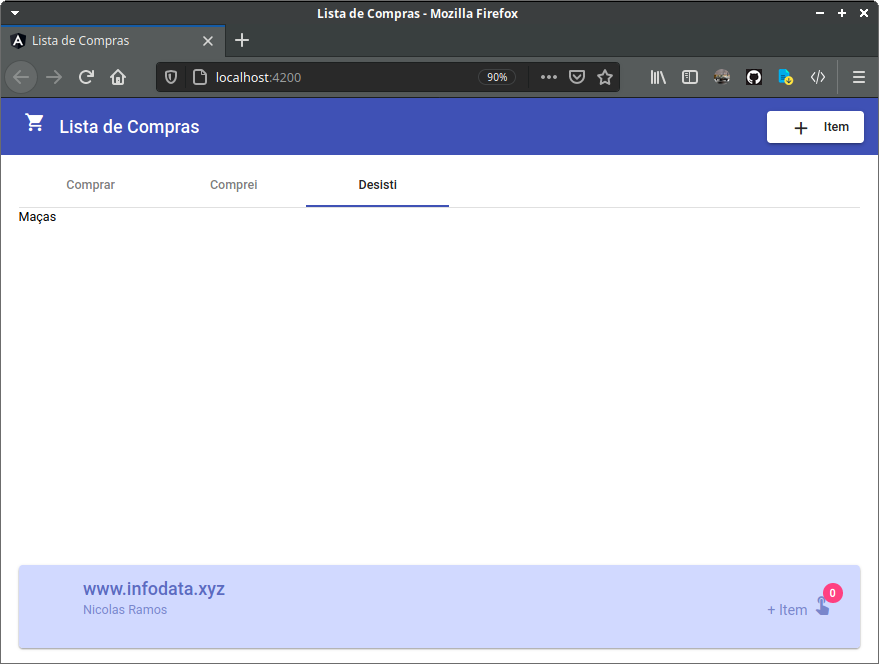 Lista de Compras - Mozilla Firefox
Lista de Compras
localhost:4200 90%
Lista de Compras
Item
Comprar Comprei Desisti
Maças
www.infodata.xyz
Nicolas Ramos
0
+ Item